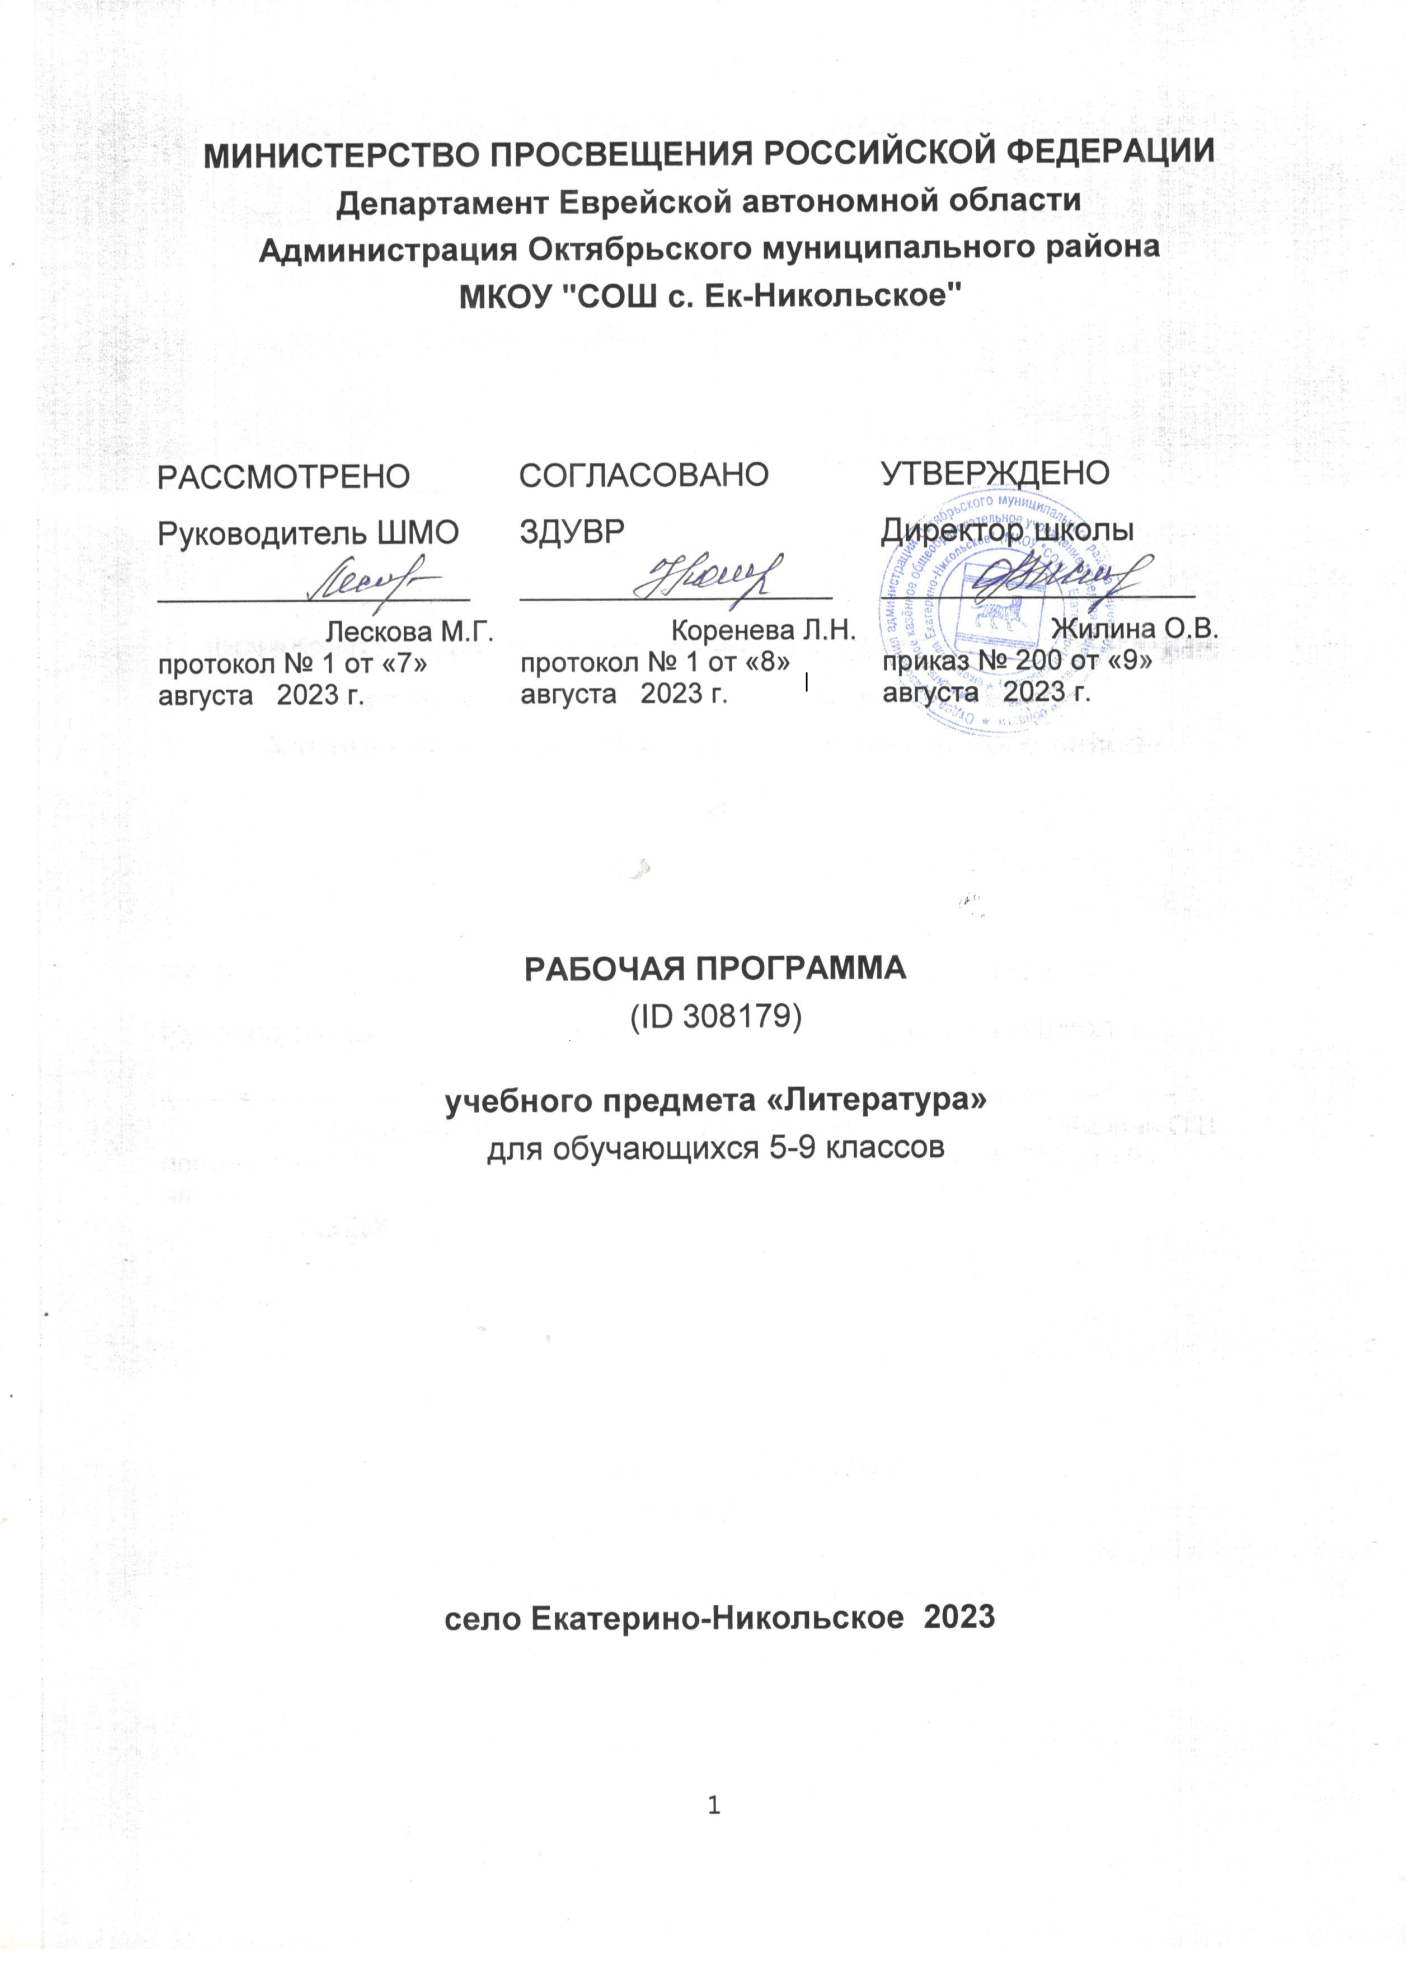 МИНИСТЕРСТВО ПРОСВЕЩЕНИЯ РОССИЙСКОЙ ФЕДЕРАЦИИ
Департамент Еврейской автономной области
Администрация Октябрьского муниципального района
МКОУ "СОШ с. Ек-Никольское"
РАССМОТРЕНО
Руководитель ШМО
Лескова М.Г.
протокол № 1 от «7»
августа 2023 г.
СОГЛАСОВАНО
ЗДУВР
Коренева Л.Н.
протокол № 1 от «8»
августа 2023 г.
УТВЕРЖДЕНО
Директор школы
Жилина О.В.
приказ № 200 от «9»
августа 2023 г.
РАБОЧАЯ ПРОГРАММА
(ID 308179)
учебного предмета «Литература»
для обучающихся 5-9 классов
село Екатерино-Никольское 2023
1